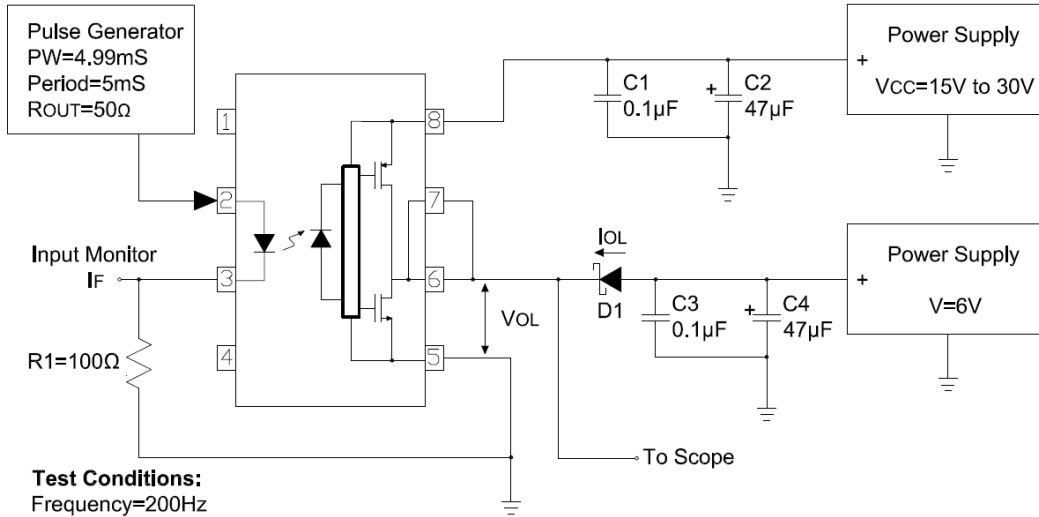 Pulse Generator
PW=4.99mS
Period=5mS
ROUT=50Ω
Power Supply
VCC=15V to 30V
+
C1
0.1µF
+
C2
47µF
1
2
3
4
8
7
6
5
Input Monitor
IF
R1=100Ω
VOL
IOL
D1
C3
0.1µF
+
C4
47µF
Power Supply
V=6V
+
To Scope
Test Conditions:
Frequency=200Hz